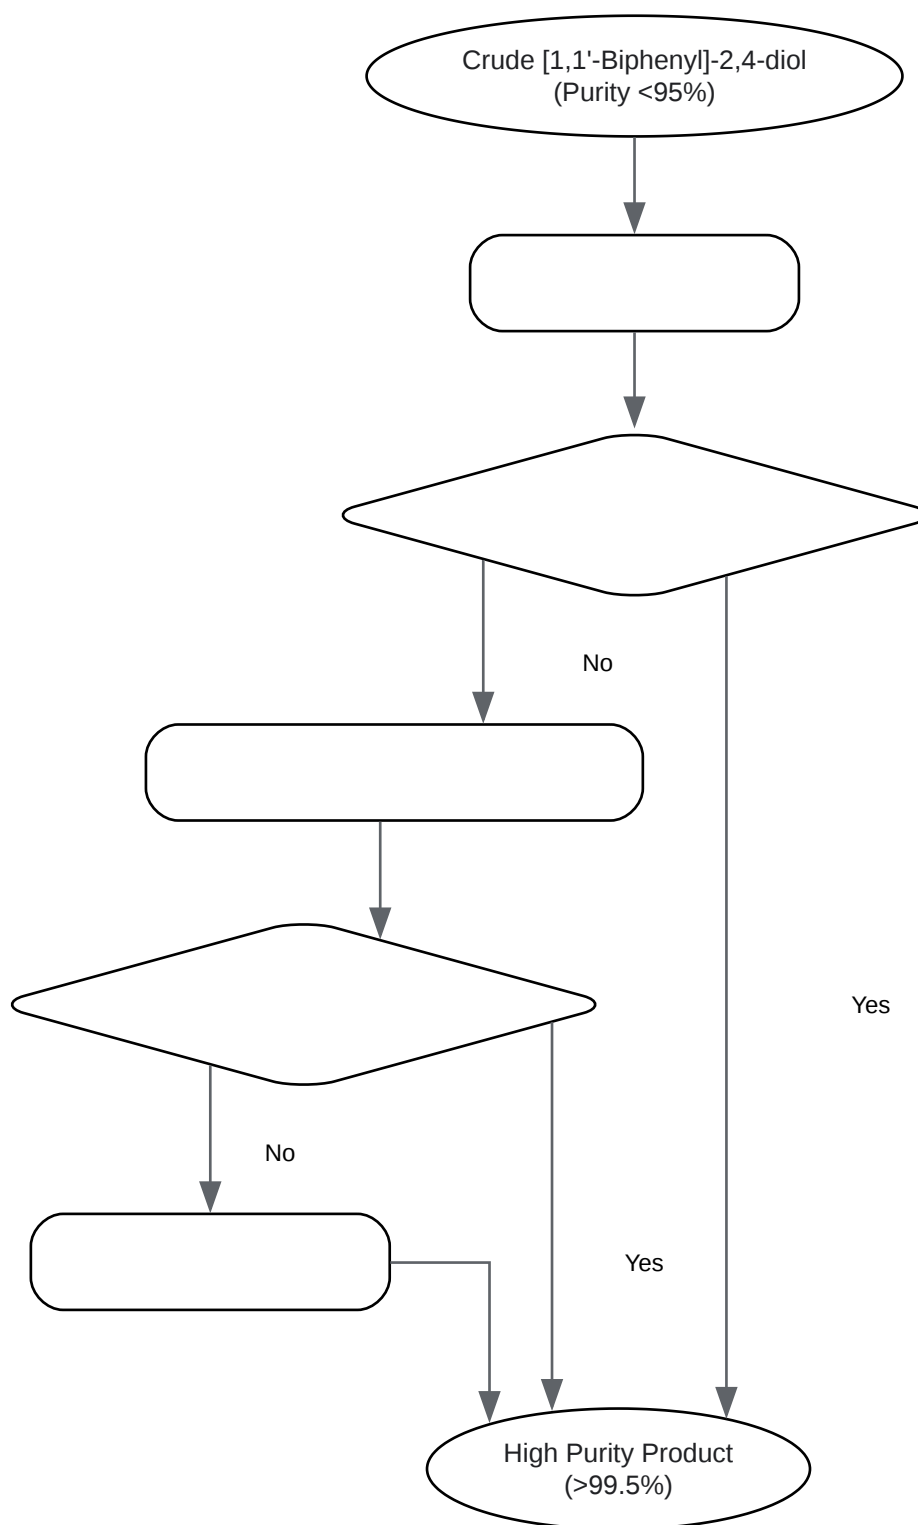 Crude [1,1'-Biphenyl]-2,4-diol
(Purity <95%)
No
Yes
No
Yes
High Purity Product
(>99.5%)